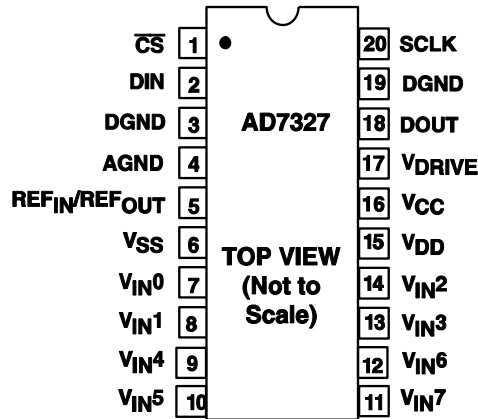 CS 1 20 SCLK
DIN 2 19 DGND
DGND 3 AD7327 18 DOUT
AGND 4 17 VDRIVE
REFIN/REFOUT 5 16 VCC
VSS 6 TOP VIEW 15 VDD
VIN0 7 (Not to 14 VIN2
VIN1 8 Scale) 13 VIN3
VIN4 9 12 VIN6
VIN5 10 11 VIN7